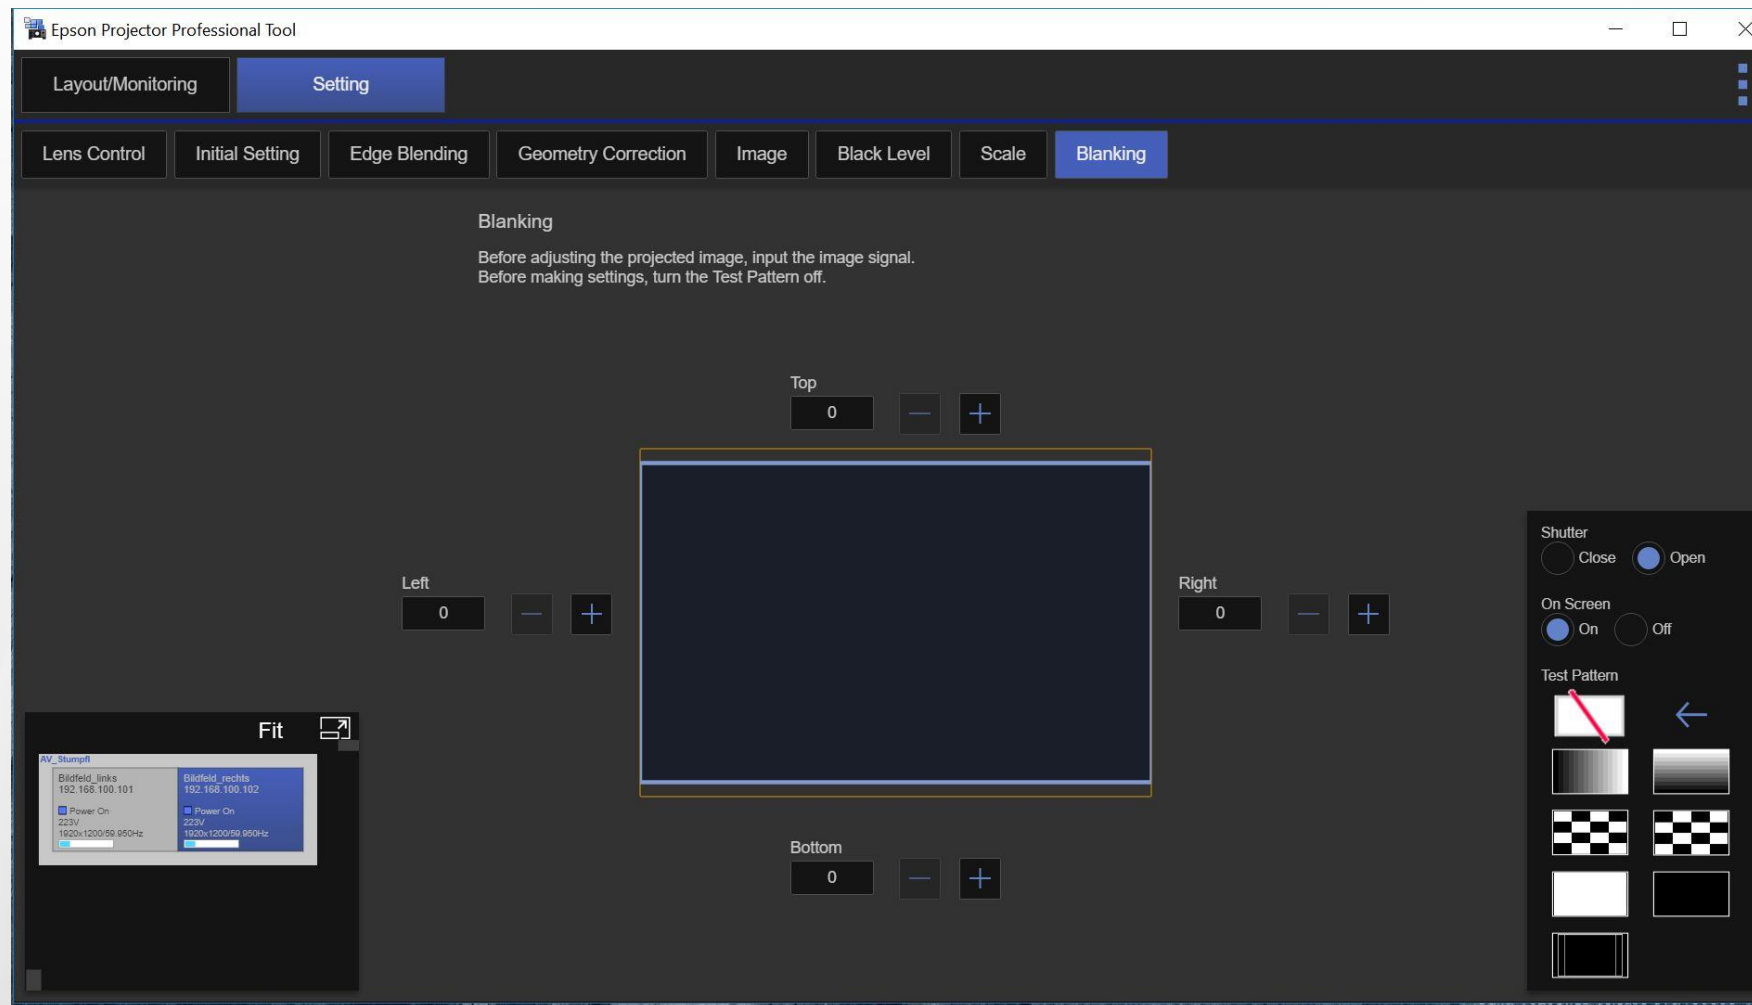 Epson Projector Professional Tool
Layout/Monitoring
Setting
Lens Control
Initial Setting
Edge Blending
Geometry Correction
Image
Black Level
Scale
Blanking
Blanking
Before adjusting the projected image, input the image signal.
Before making settings, turn the Test Pattern off.
Top
0
Left
0
Right
0
Bottom
0
Shutter
Close
Open
On Screen
On
Off
Test Pattern
Fit
AV_Stumpfl
Bildfeld_links
192.168.100.101
Power On
223V
1920x1200/59.950Hz
Bildfeld_rechts
192.168.100.102
Power On
223V
1920x1200/59.950Hz